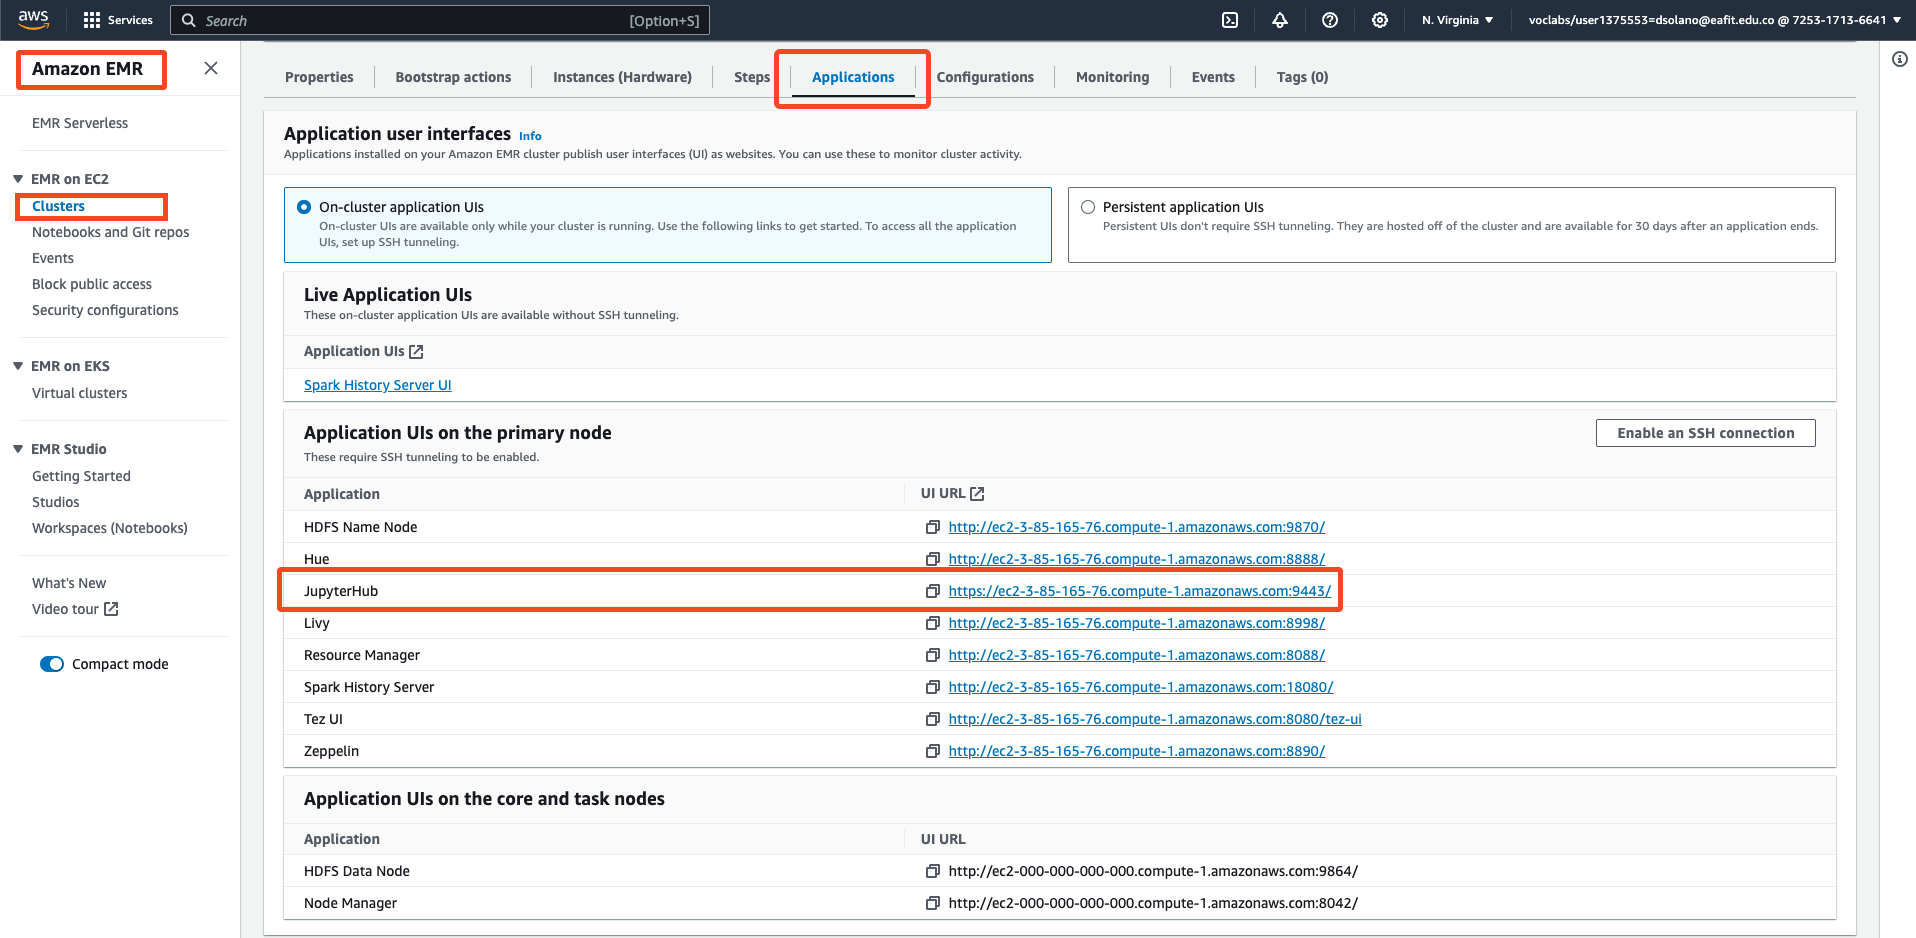 aws
Services
Search
[Option+S]
N. Virginia
voclabs/user1375553=dsolano@eafit.edu.co @ 7253-1713-6641
Amazon EMR
EMR Serverless
EMR on EC2
Clusters
Notebooks and Git repos
Events
Block public access
Security configurations
EMR on EKS
Virtual clusters
EMR Studio
Getting Started
Studios
Workspaces (Notebooks)
What's New
Video tour
Compact mode
Properties
Bootstrap actions
Instances (Hardware)
Steps
Applications
Configurations
Monitoring
Events
Tags (0)
Application user interfaces Info
Applications installed on your Amazon EMR cluster publish user interfaces (UI) as websites. You can use these to monitor cluster activity.
On-cluster application UIs
On-cluster UIs are available only while your cluster is running. Use the following links to get started. To access all the application
UIs, set up SSH tunneling.
Persistent application UIs
Persistent UIs don't require SSH tunneling. They are hosted off of the cluster and are available for 30 days after an application ends.
Live Application UIs
These on-cluster application UIs are available without SSH tunneling.
Application UIs
Spark History Server UI
Application UIs on the primary node
These require SSH tunneling to be enabled.
Enable an SSH connection
Application UI URL
HDFS Name Node http://ec2-3-85-165-76.compute-1.amazonaws.com:9870/
Hue http://ec2-3-85-165-76.compute-1.amazonaws.com:8888/
JupyterHub https://ec2-3-85-165-76.compute-1.amazonaws.com:9443/
Livy http://ec2-3-85-165-76.compute-1.amazonaws.com:8998/
Resource Manager http://ec2-3-85-165-76.compute-1.amazonaws.com:8088/
Spark History Server http://ec2-3-85-165-76.compute-1.amazonaws.com:18080/
Tez UI http://ec2-3-85-165-76.compute-1.amazonaws.com:8080/tez-ui
Zeppelin http://ec2-3-85-165-76.compute-1.amazonaws.com:8890/
Application UIs on the core and task nodes
Application UI URL
HDFS Data Node http://ec2-000-000-000-000.compute-1.amazonaws.com:9864/
Node Manager http://ec2-000-000-000-000.compute-1.amazonaws.com:8042/